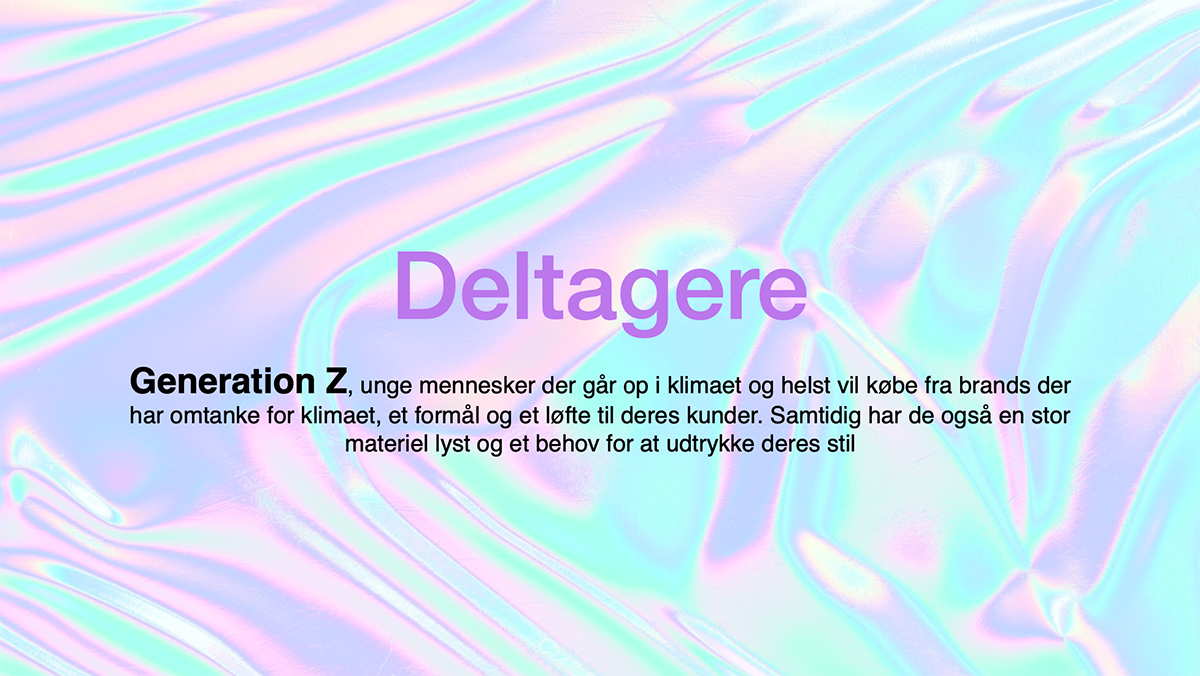 Deltagere
Generation Z, unge mennesker der går op i klimaet og helst vil købe fra brands der
har omtanke for klimaet, et formål og et løfte til deres kunder. Samtidig har de også en stor
materiel lyst og et behov for at udtrykke deres stil